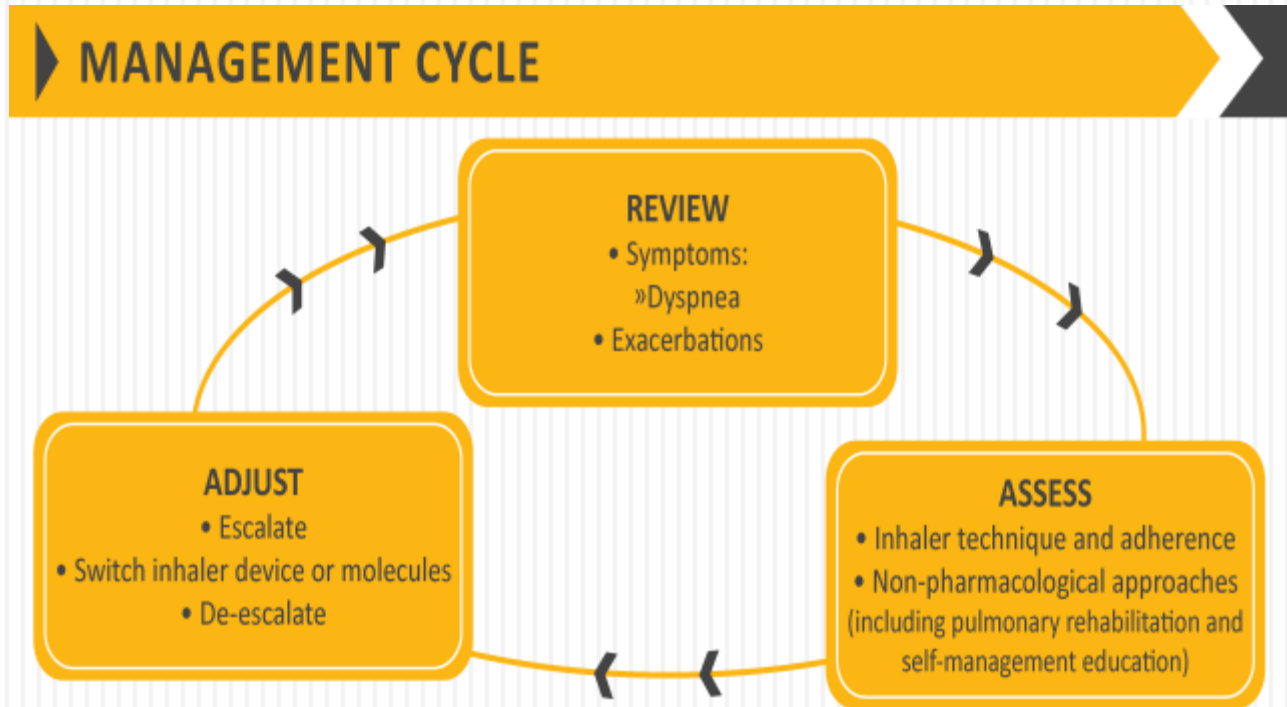 MANAGEMENT CYCLE
REVIEW
• Symptoms:
»Dyspnea
• Exacerbations
ADJUST
• Escalate
• Switch inhaler device or molecules
• De-escalate
ASSESS
• Inhaler technique and adherence
• Non-pharmacological approaches
(including pulmonary rehabilitation and
self-management education)